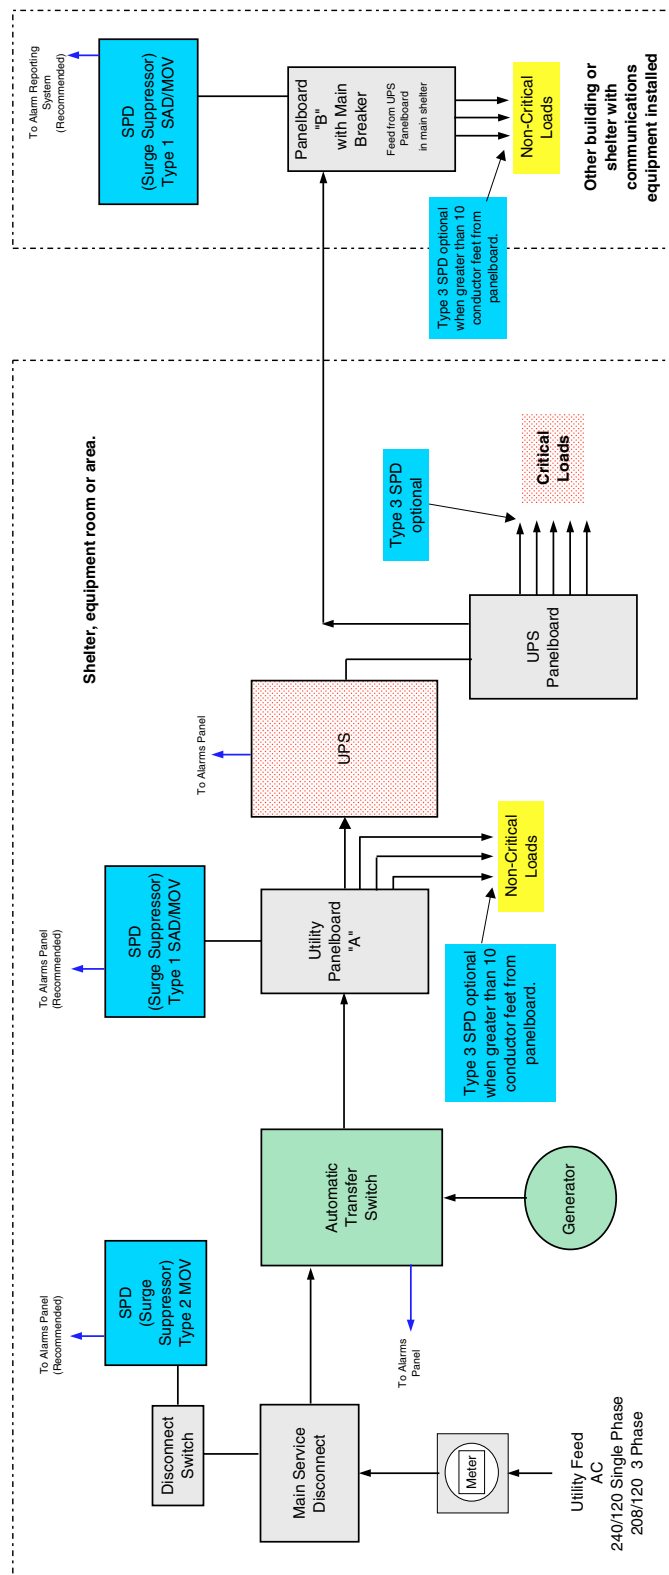 Utility Feed
AC
240/120 Single Phase
208/120 3 Phase
Meter
Main Service
Disconnect
Disconnect
Switch
SPD
(Surge
Suppressor)
Type 2 MOV
To Alarms Panel
(Recommended)
To Alarms
Panel
Automatic
Transfer
Switch
Generator
Utility
Panelboard
"A"
SPD
(Surge Suppressor)
Type 1 SAD/MOV
To Alarms Panel
(Recommended)
Type 3 SPD optional
when greater than 10
conductor feet from
panelboard.
Non-Critical
Loads
UPS
To Alarms Panel
Shelter, equipment room or area.
UPS
Panelboard
Type 3 SPD
optional
Critical
Loads
To Alarm Reporting
System
(Recommended)
SPD
(Surge Suppressor)
Type 1 SAD/MOV
Panelboard
"B"
with Main
Breaker
Feed from UPS
Panelboard
in main shelter
Type 3 SPD optional
when greater than 10
conductor feet from
panelboard.
Non-Critical
Loads
Other building or
shelter with
communications
equipment installed